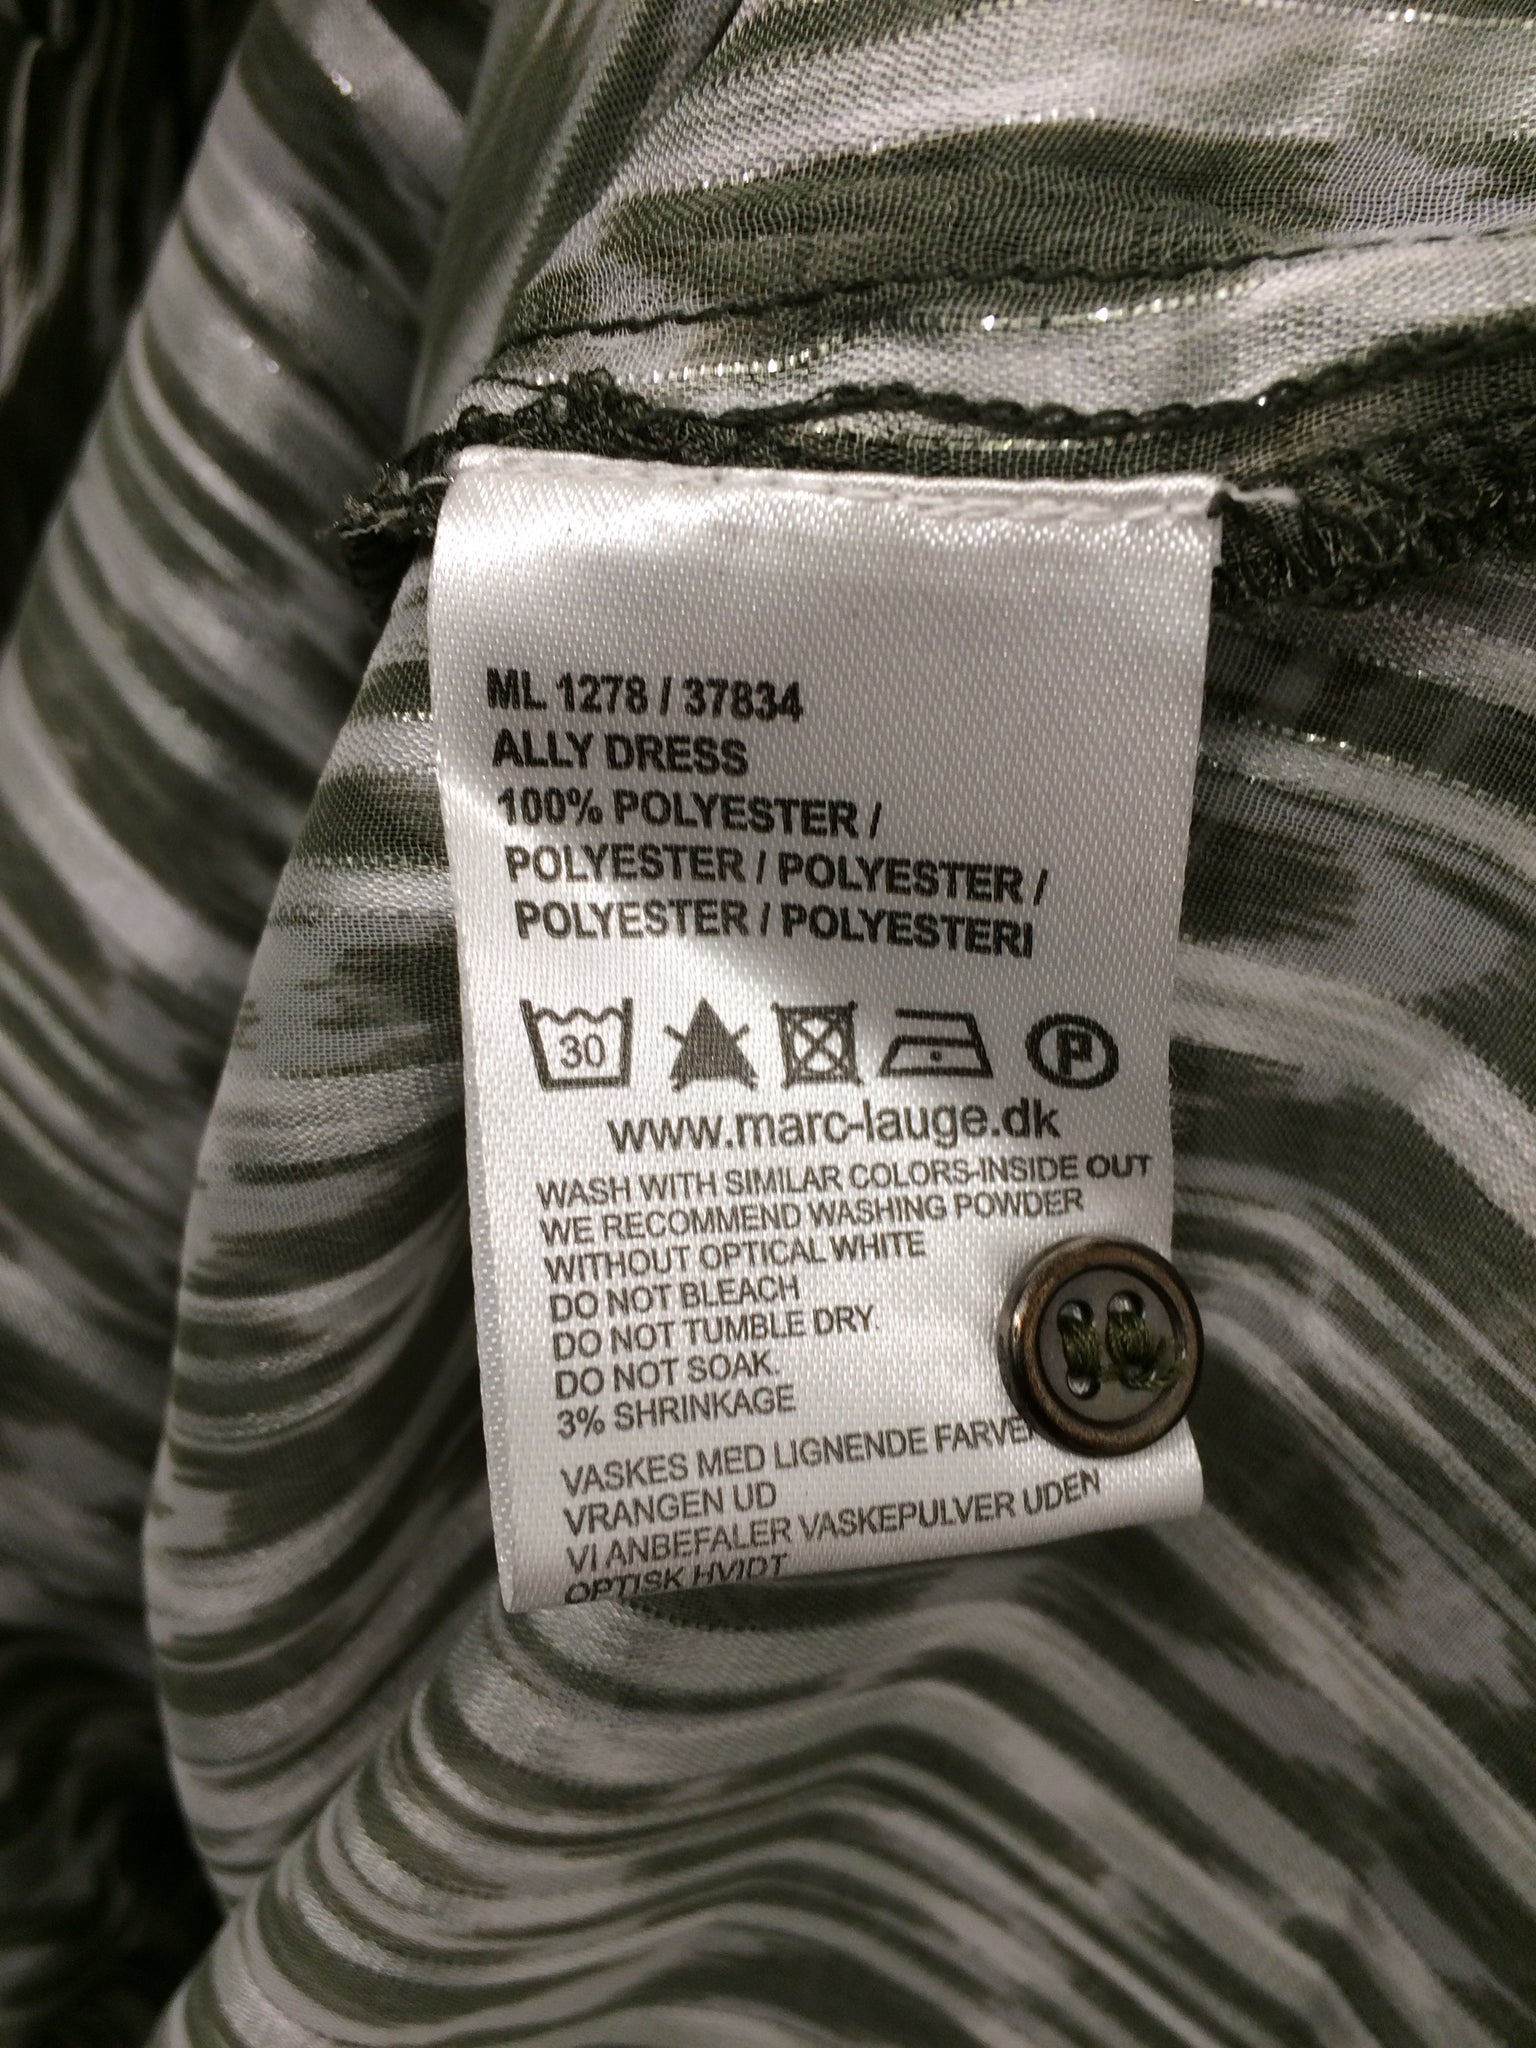 ML 1278 / 37834
ALLY DRESS
100% POLYESTER /
POLYESTER / POLYESTER /
POLYESTER / POLYESTERI
30 P
www.marc-lauge.dk
WASH WITH SIMILAR COLORS-INSIDE OUT
WE RECOMMEND WASHING POWDER
WITHOUT OPTICAL WHITE
DO NOT BLEACH
DO NOT TUMBLE DRY.
DO NOT SOAK.
3% SHRINKAGE
VASKES MED LIGNENDE
VRANGEN UD
VI ANBEFALER VASKEPULVER UDEN
OPTISK HVIDT